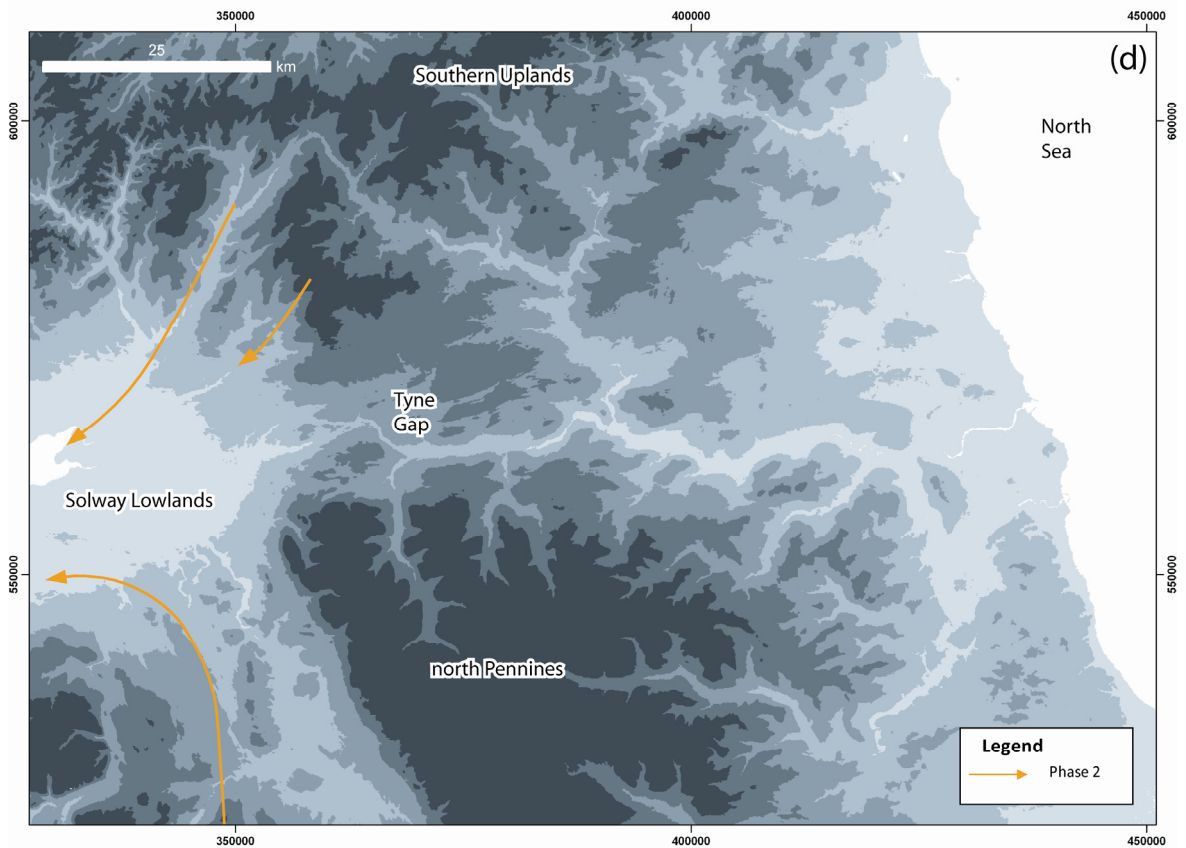 350000
400000
450000
25
km
Southern Uplands
(d)
600000
600000
North
Sea
Tyne
Gap
Solway Lowlands
550000
550000
north Pennines
Legend
Phase 2
350000
400000
450000